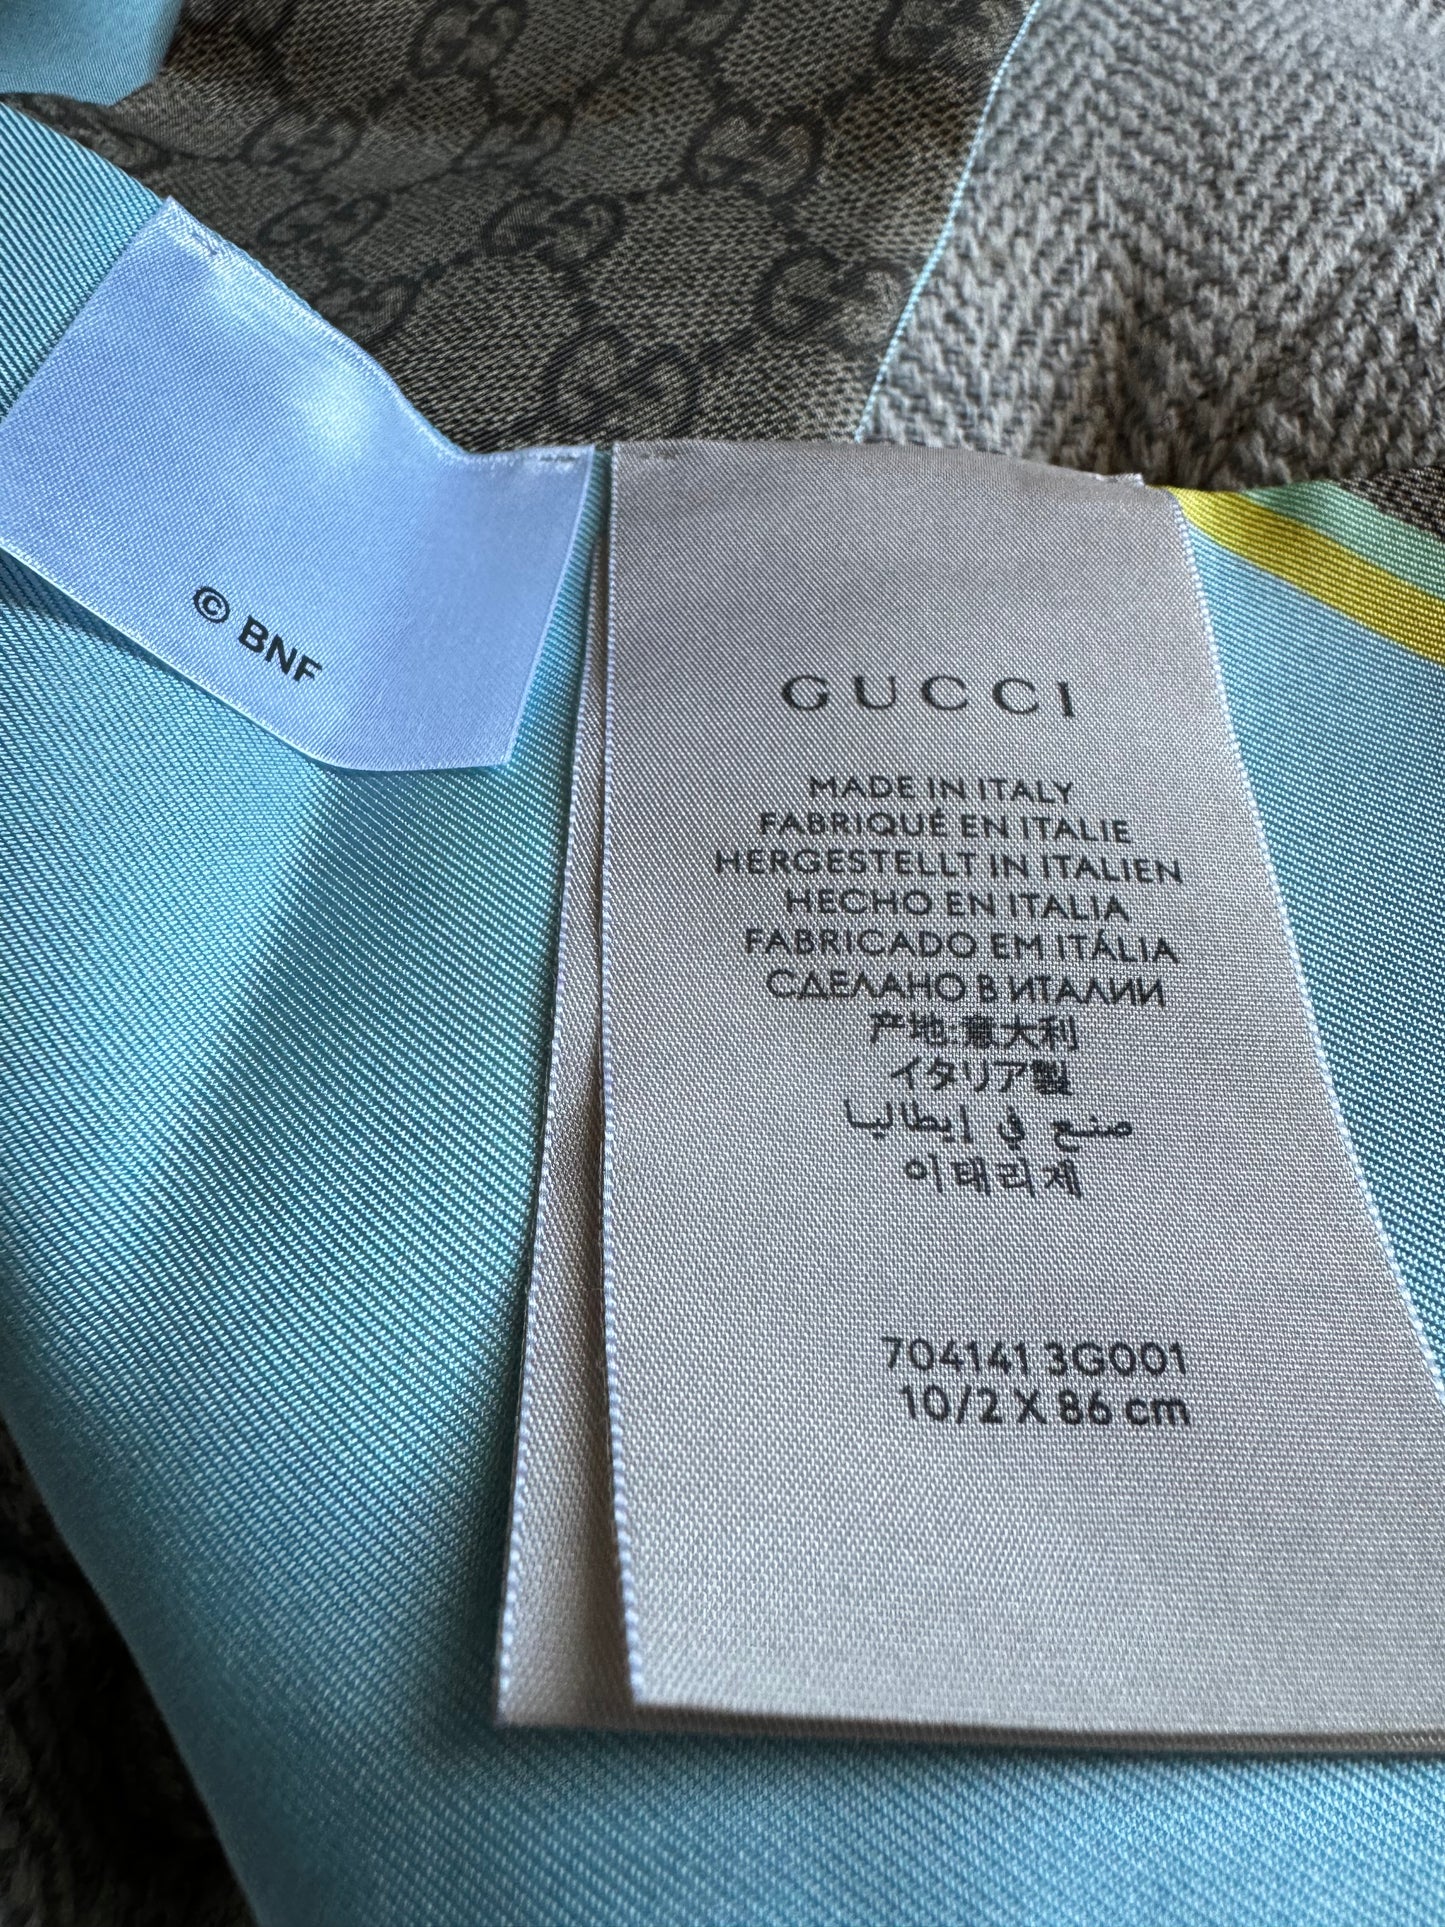 © BNF
GUCCI
MADE IN ITALY
FABRIQUÉ EN ITALIE
HERGESTELLT IN ITALIEN
HECHO EN ITALIA
FABRICADO EM ITÁLIA
СДЕЛАНО В ИТАЛИИ
产地:意大利
イタリア製
صنع في إيطاليا
이태리제
704141 3G001
10/2 X 86 cm